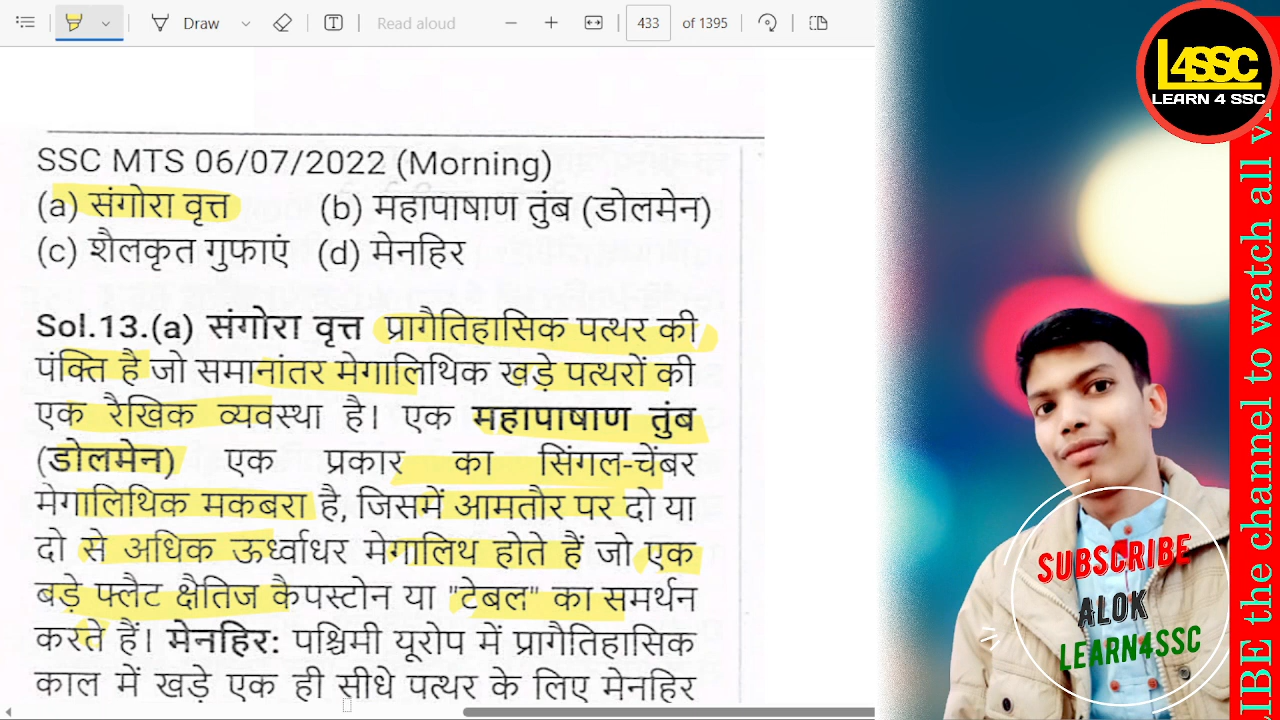 Draw
Read aloud
433 of 1395
SSC MTS 06/07/2022 (Morning)
(a) संगोरा वृत्त (b) महापाषाण तुंब (डोलमेन)
(c) शैलकृत गुफाएं (d) मेनहिर
Sol.13.(a) संगोरा वृत्त प्रागैतिहासिक पत्थर की
पंक्ति है जो समानांतर मेगालिथिक खड़े पत्थरों की
एक रैखिक व्यवस्था है। एक महापाषाण तुंब
(डोलमेन) एक प्रकार का सिंगल-चेंबर
मेगालिथिक मकबरा है, जिसमें आमतौर पर दो या
दो से अधिक ऊर्ध्वाधर मेगालिथ होते हैं जो एक
बड़े फ्लैट क्षैतिज कैपस्टोन या "टेबल" का समर्थन
करते हैं। मेनहिर: पश्चिमी यूरोप में प्रागैतिहासिक
काल में खड़े एक ही सीधे पत्थर के लिए मेनहिर
L4SSC
LEARN 4 SSC
SUBSCRIBE
ALOK
LEARN4SSC
IBE the channel to watch all